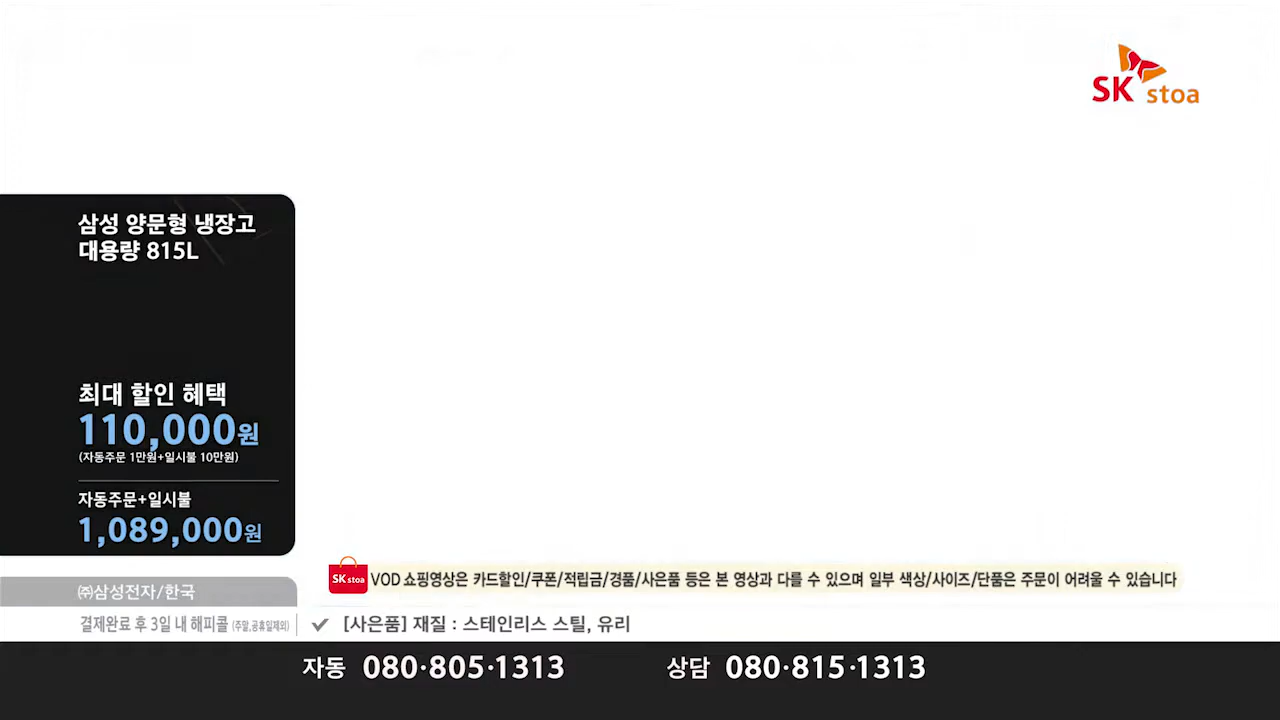 SK stoa
삼성 양문형 냉장고
대용량 815L
최대 할인 혜택
110,000원
(자동주문 1만원+일시불 10만원)
자동주문+일시불
1,089,000원
SK stoa
VOD 쇼핑영상은 카드할인/쿠폰/적립금/경품/사은품 등은 본 영상과 다를 수 있으며 일부 색상/사이즈/단품은 주문이 어려울 수 있습니다
㈜삼성전자/한국
결제완료 후 3일 내 해피콜 (주말,공휴일제외)
[사은품] 재질 : 스테인리스 스틸, 유리
자동 080·805·1313 상담 080·815·1313